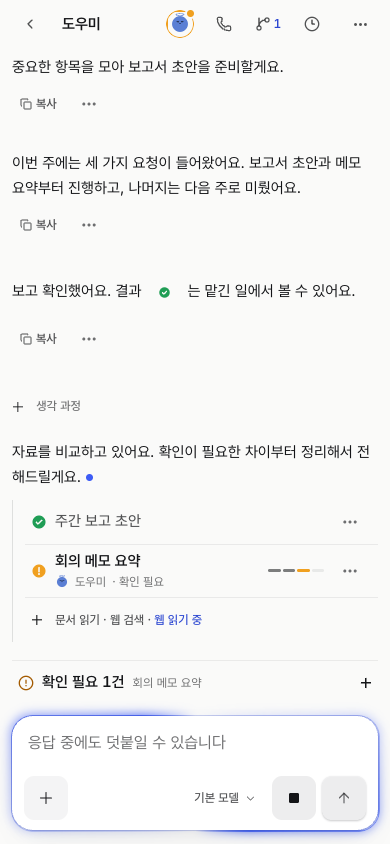 도우미
1
중요한 항목을 모아 보고서 초안을 준비할게요.
복사
이번 주에는 세 가지 요청이 들어왔어요. 보고서 초안과 메모
요약부터 진행하고, 나머지는 다음 주로 미뤘어요.
복사
보고 확인했어요. 결과 는 맡긴 일에서 볼 수 있어요.
복사
생각 과정
자료를 비교하고 있어요. 확인이 필요한 차이부터 정리해서 전
해드릴게요.
주간 보고 초안
회의 메모 요약
도우미 · 확인 필요
문서 읽기 · 웹 검색 · 웹 읽기 중
확인 필요 1건 회의 메모 요약
응답 중에도 덧붙일 수 있습니다
기본 모델